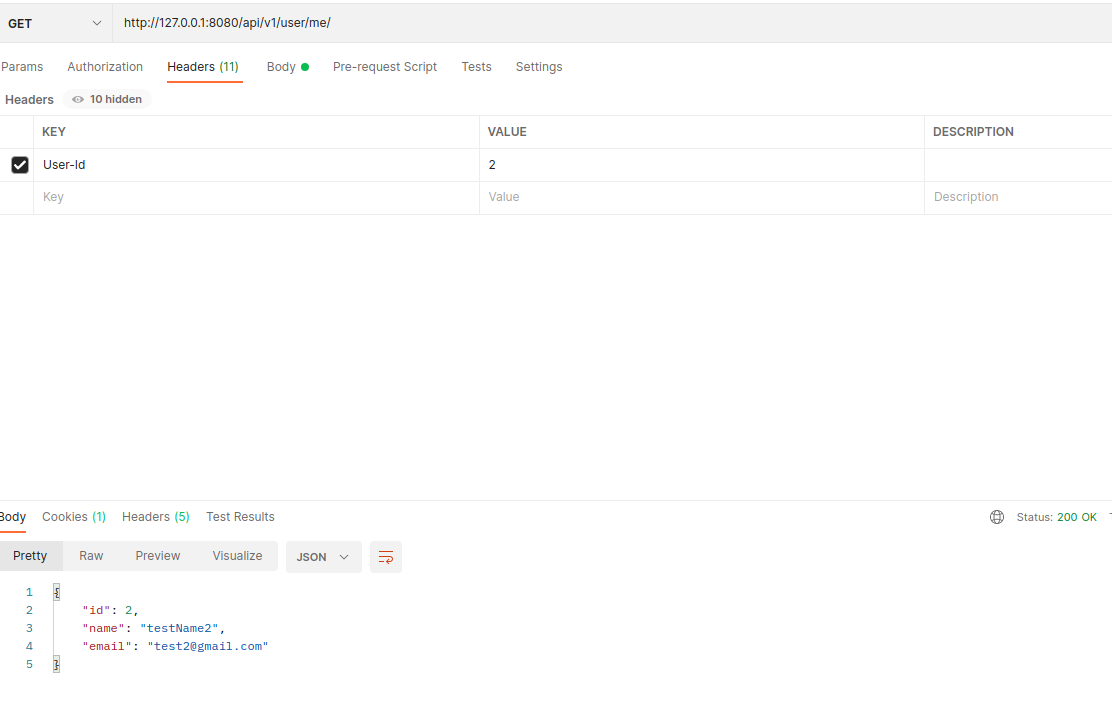 GET http://127.0.0.1:8080/api/v1/user/me/
Params Authorization Headers (11) Body Pre-request Script Tests Settings
Headers 10 hidden
KEY VALUE DESCRIPTION
User-Id 2
Key Value Description
Body Cookies (1) Headers (5) Test Results Status: 200 OK
Pretty Raw Preview Visualize JSON
1 {
2 "id": 2,
3 "name": "testName2",
4 "email": "test2@gmail.com"
5 }